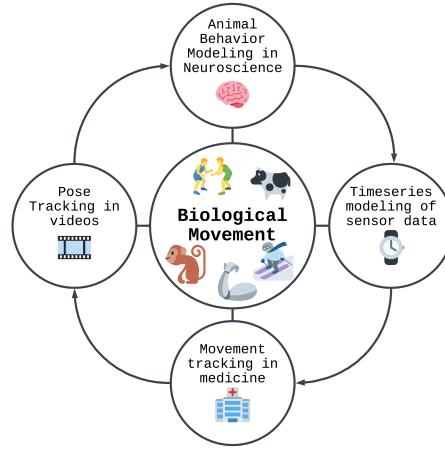 Animal
Behavior
Modeling in
Neuroscience
Pose
Tracking in
videos
Biological
Movement
Timeseries
modeling of
sensor data
Movement
tracking in
medicine